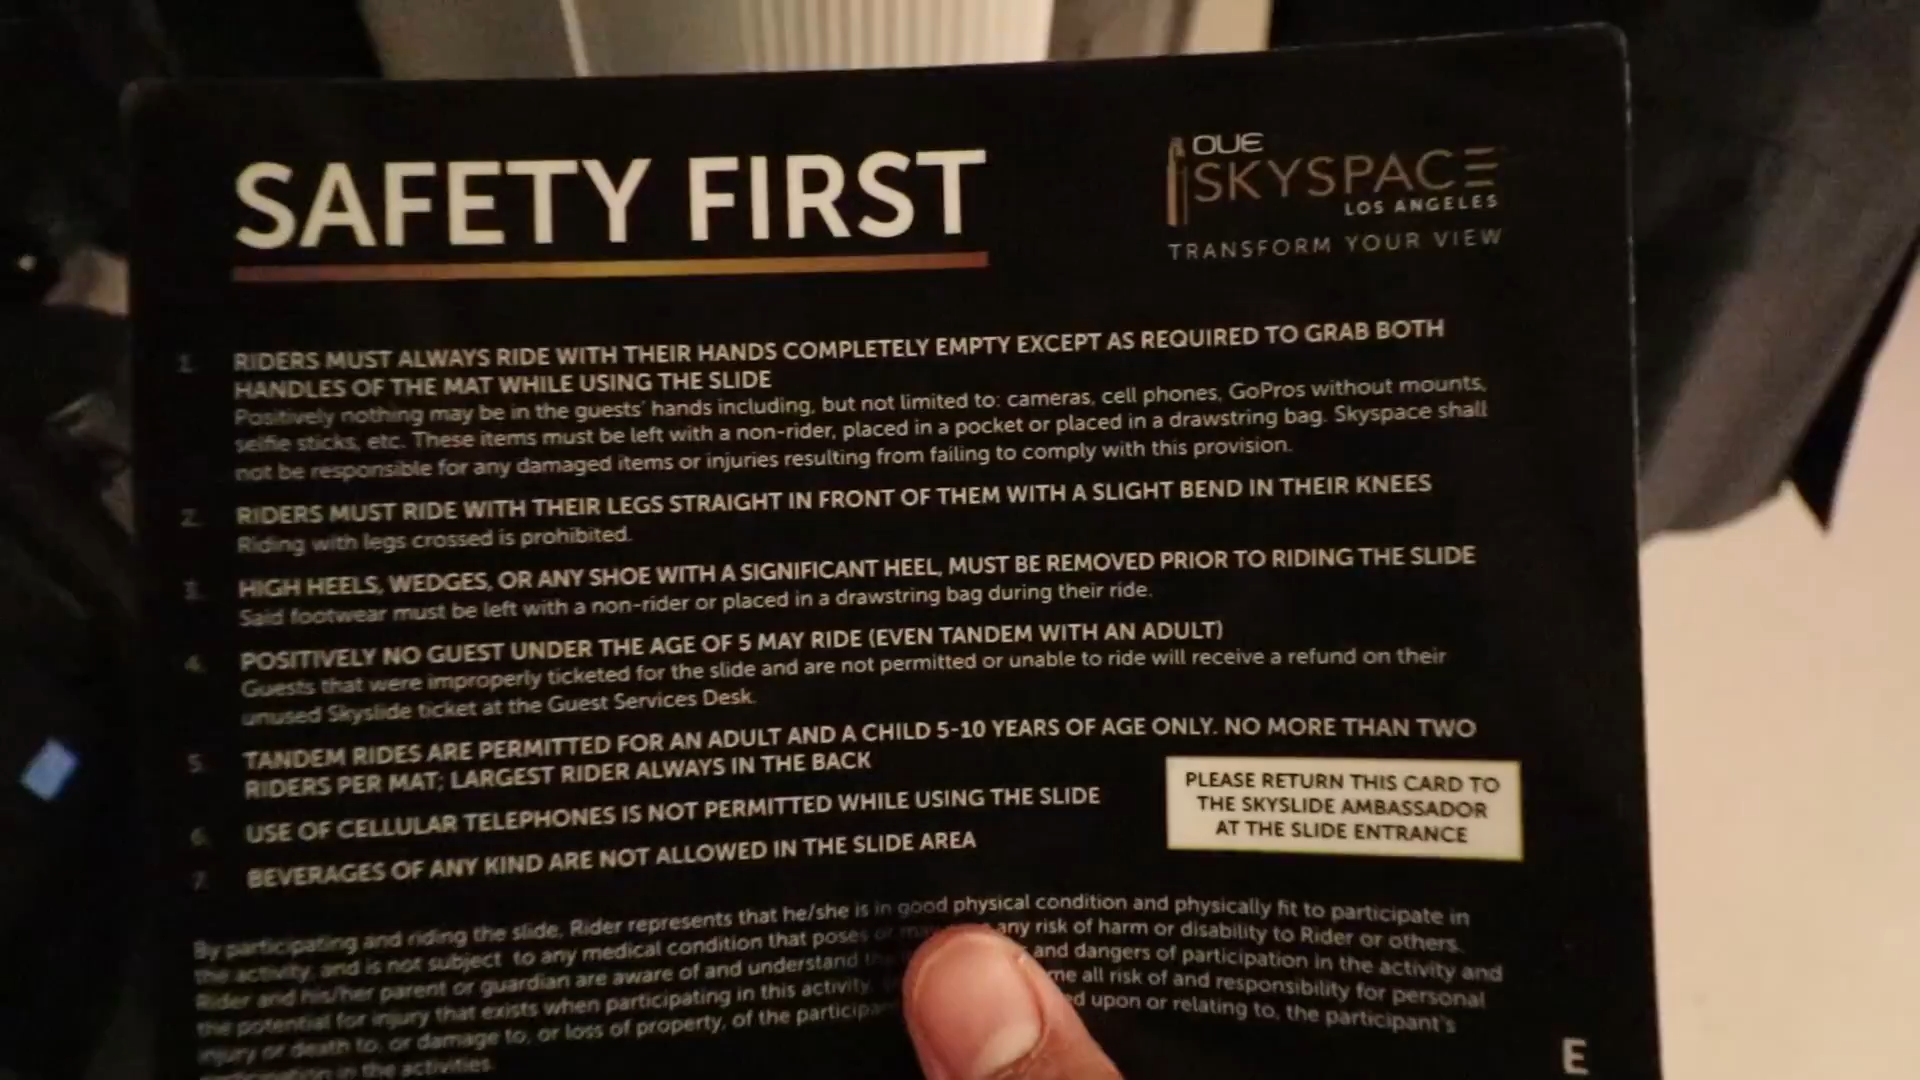 SAFETY FIRST
OUE
SKYSPACE
LOS ANGELES
TRANSFORM YOUR VIEW
1. RIDERS MUST ALWAYS RIDE WITH THEIR HANDS COMPLETELY EMPTY EXCEPT AS REQUIRED TO GRAB BOTH
HANDLES OF THE MAT WHILE USING THE SLIDE
Positively nothing may be in the guests' hands including, but not limited to: cameras, cell phones, GoPros without mounts,
selfie sticks, etc. These items must be left with a non-rider, placed in a pocket or placed in a drawstring bag. Skyspace shall
not be responsible for any damaged items or injuries resulting from failing to comply with this provision.
2. RIDERS MUST RIDE WITH THEIR LEGS STRAIGHT IN FRONT OF THEM WITH A SLIGHT BEND IN THEIR KNEES
Riding with legs crossed is prohibited.
3. HIGH HEELS, WEDGES, OR ANY SHOE WITH A SIGNIFICANT HEEL, MUST BE REMOVED PRIOR TO RIDING THE SLIDE
Said footwear must be left with a non-rider or placed in a drawstring bag during their ride.
4. POSITIVELY NO GUEST UNDER THE AGE OF 5 MAY RIDE (EVEN TANDEM WITH AN ADULT)
Guests that were improperly ticketed for the slide and are not permitted or unable to ride will receive a refund on their
unused Skyslide ticket at the Guest Services Desk.
5. TANDEM RIDES ARE PERMITTED FOR AN ADULT AND A CHILD 5-10 YEARS OF AGE ONLY. NO MORE THAN TWO
RIDERS PER MAT; LARGEST RIDER ALWAYS IN THE BACK
6. USE OF CELLULAR TELEPHONES IS NOT PERMITTED WHILE USING THE SLIDE
7. BEVERAGES OF ANY KIND ARE NOT ALLOWED IN THE SLIDE AREA
PLEASE RETURN THIS CARD TO
THE SKYSLIDE AMBASSADOR
AT THE SLIDE ENTRANCE
By participating and riding the slide, Rider represents that he/she is in good physical condition and physically fit to participate in
the activity, and is not subject to any medical condition that poses or any risk of harm or disability to Rider or others.
Rider and his/her parent or guardian are aware of and understand and dangers of participation in the activity and
the potential for injury that exists when participating in this activity. all risk of and responsibility for personal
injury or death to, or damage to, or loss of property, of the upon or relating to, the participant's
participation in the activities.
E